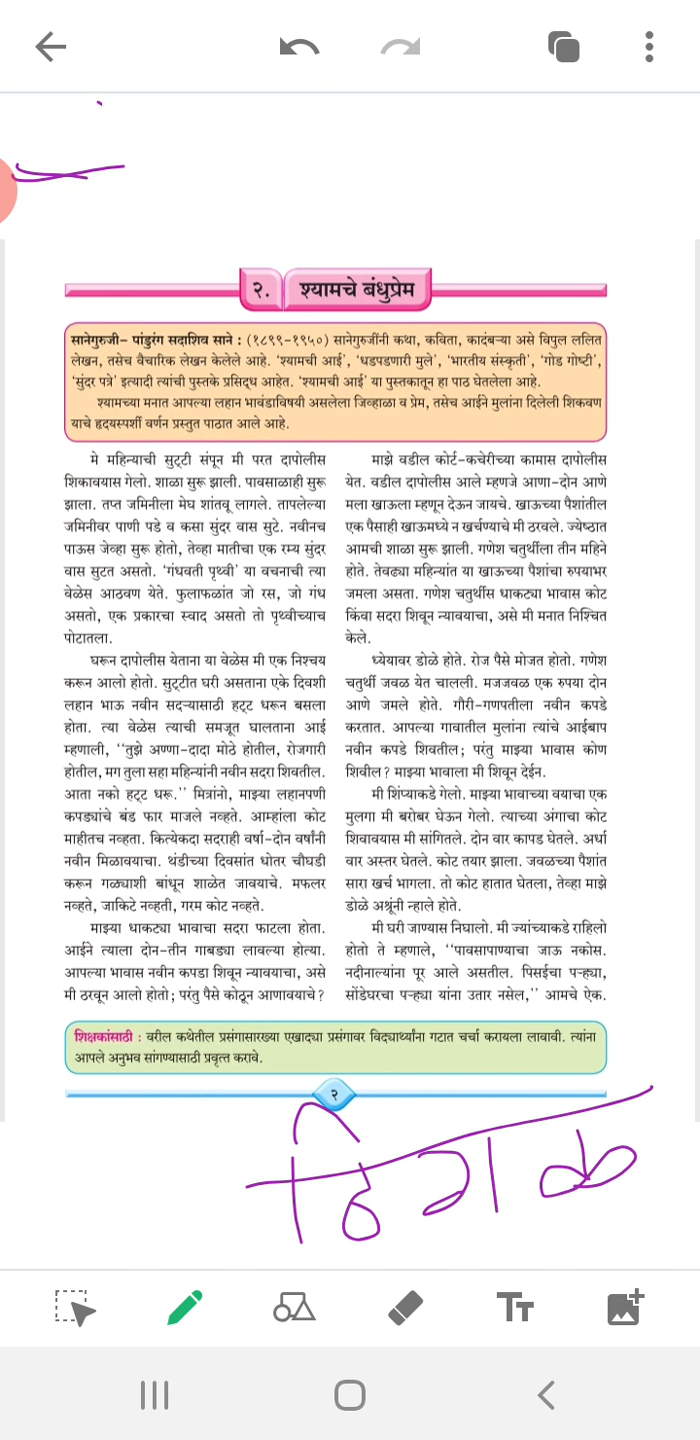 २. श्यामचे बंधुप्रेम
सानेगुरुजी– पांडुरंग सदाशिव साने : (१८९९-१९५०) सानेगुरुजींनी कथा, कविता, कादंबऱ्या असे विपुल ललित
लेखन, तसेच वैचारिक लेखन केलेले आहे. ‘श्यामची आई’, ‘धडपडणारी मुले’, ‘भारतीय संस्कृती’, ‘गोड गोष्टी’,
‘सुंदर पत्रे’ इत्यादी त्यांची पुस्तके प्रसिद्ध आहेत. ‘श्यामची आई’ या पुस्तकातून हा पाठ घेतलेला आहे.
श्यामच्या मनात आपल्या लहान भावंडाविषयी असलेला जिव्हाळा व प्रेम, तसेच आईने मुलांना दिलेली शिकवण
याचे हृदयस्पर्शी वर्णन प्रस्तुत पाठात आले आहे.
मे महिन्याची सुट्टी संपून मी परत दापोलीस
शिकावयास गेलो. शाळा सुरू झाली. पावसाळाही सुरू
झाला. तप्त जमिनीला मेघ शांतवू लागले. तापलेल्या
जमिनीवर पाणी पडे व कसा सुंदर वास सुटे. नवीनच
पाऊस जेव्हा सुरू होतो, तेव्हा मातीचा एक रम्य सुंदर
वास सुटत असतो. ‘गंधवती पृथ्वी’ या वचनाची त्या
वेळेस आठवण येते. फुलाफळांत जो रस, जो गंध
असतो, एक प्रकारचा स्वाद असतो तो पृथ्वीच्याच
पोटातला.
घरून दापोलीस येताना या वेळेस मी एक निश्चय
करून आलो होतो. सुट्टीत घरी असताना एके दिवशी
लहान भाऊ नवीन सदऱ्यासाठी हट्ट धरून बसला
होता. त्या वेळेस त्याची समजूत घालताना आई
म्हणाली, ‘‘तुझे अण्णा-दादा मोठे होतील, रोजगारी
होतील, मग तुला सहा महिन्यांनी नवीन सदरा शिवतील.
आता नको हट्ट धरू.’’ मित्रांनो, माझ्या लहानपणी
कपड्यांचे बंड फार माजले नव्हते. आम्हांला कोट
माहीतच नव्हता. कित्येकदा सदराही वर्षा-दोन वर्षांनी
नवीन मिळावयाचा. थंडीच्या दिवसांत धोतर चौघडी
करून गळ्याशी बांधून शाळेत जावयाचे. मफलर
नव्हते, जाकिटे नव्हती, गरम कोट नव्हते.
माझ्या धाकट्या भावाचा सदरा फाटला होता.
आईने त्याला दोन-तीन गाबड्या लावल्या होत्या.
आपल्या भावास नवीन कपडा शिवून न्यावयाचा, असे
मी ठरवून आलो होतो; परंतु पैसे कोठून आणावयाचे?
माझे वडील कोर्ट-कचेरीच्या कामास दापोलीस
येत. वडील दापोलीस आले म्हणजे आणा-दोन आणे
मला खाऊला म्हणून देऊन जायचे. खाऊच्या पैशांतील
एक पैसाही खाऊमध्ये न खर्चण्याचे मी ठरवले. ज्येष्ठात
आमची शाळा सुरू झाली. गणेश चतुर्थीला तीन महिने
होते. तेवढ्या महिन्यांत या खाऊच्या पैशांचा रुपयाभर
जमला असता. गणेश चतुर्थीस धाकट्या भावास कोट
किंवा सदरा शिवून न्यावयाचा, असे मी मनात निश्चित
केले.
ध्येयावर डोळे होते. रोज पैसे मोजत होतो. गणेश
चतुर्थी जवळ येत चालली. मजजवळ एक रुपया दोन
आणे जमले होते. गौरी-गणपतीला नवीन कपडे
करतात. आपल्या गावातील मुलांना त्यांचे आईबाप
नवीन कपडे शिवतील; परंतु माझ्या भावास कोण
शिवील? माझ्या भावाला मी शिवून देईन.
मी शिंप्याकडे गेलो. माझ्या भावाच्या वयाचा एक
मुलगा मी बरोबर घेऊन गेलो. त्याच्या अंगाचा कोट
शिवावयास मी सांगितले. दोन वार कापड घेतले. अर्धा
वार अस्तर घेतले. कोट तयार झाला. जवळच्या पैशांत
सारा खर्च भागला. तो कोट हातात घेतला, तेव्हा माझे
डोळे अश्रूंनी न्हाले होते.
मी घरी जाण्यास निघालो. मी ज्यांच्याकडे राहिलो
होतो ते म्हणाले, ‘‘पावसापाण्याचा जाऊ नकोस.
नदीनाल्यांना पूर आले असतील. पिसईचा पऱ्ह्या,
सोंडेघरचा पऱ्ह्या यांना उतार नसेल,’’ आमचे ऐक.
शिक्षकांसाठी : वरील कथेतील प्रसंगासारख्या एखाद्या प्रसंगावर विद्यार्थ्यांना गटात चर्चा करायला लावावी. त्यांना
आपले अनुभव सांगण्यासाठी प्रवृत्त करावे.
२
ठिगळ
Tт